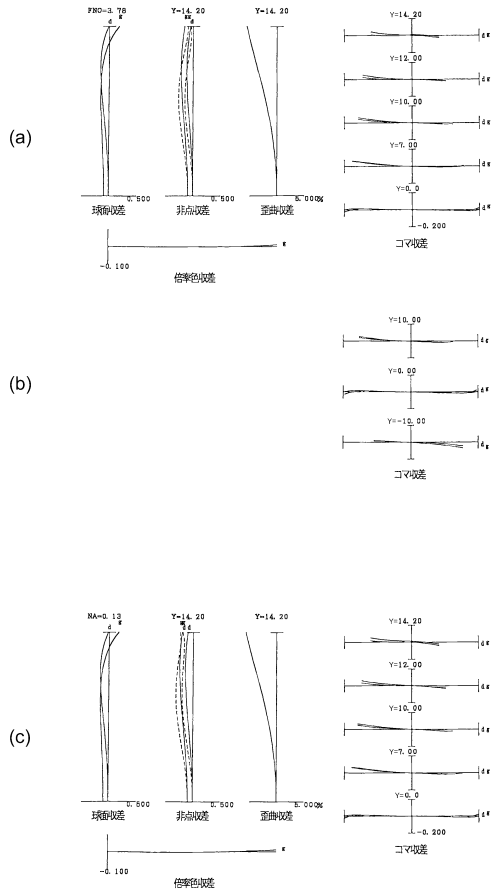 (a)
FNO=3.78
d
g
球面収差
0.500
Y=14.20
g g
d
非点収差
0.500
Y=14.20
歪曲収差
5.000%
g
-0.100
倍率色収差
Y=14.20
d g
Y=12.00
d g
Y=10.00
d g
Y=7.00
d g
Y=0.0
d g
-0.200
コマ収差
(b)
Y=10.00
d g
Y=0.00
d g
Y=-10.00
d g
コマ収差
(c)
NA=0.13
d
g
0.500
球面収差
Y=14.20
g
d d
0.500
非点収差
Y=14.20
5.000%
歪曲収差
g
-0.100
倍率色収差
Y=14.20
d g
Y=12.00
d g
Y=10.00
d g
Y=7.00
d g
Y=0.0
d g
-0.200
コマ収差